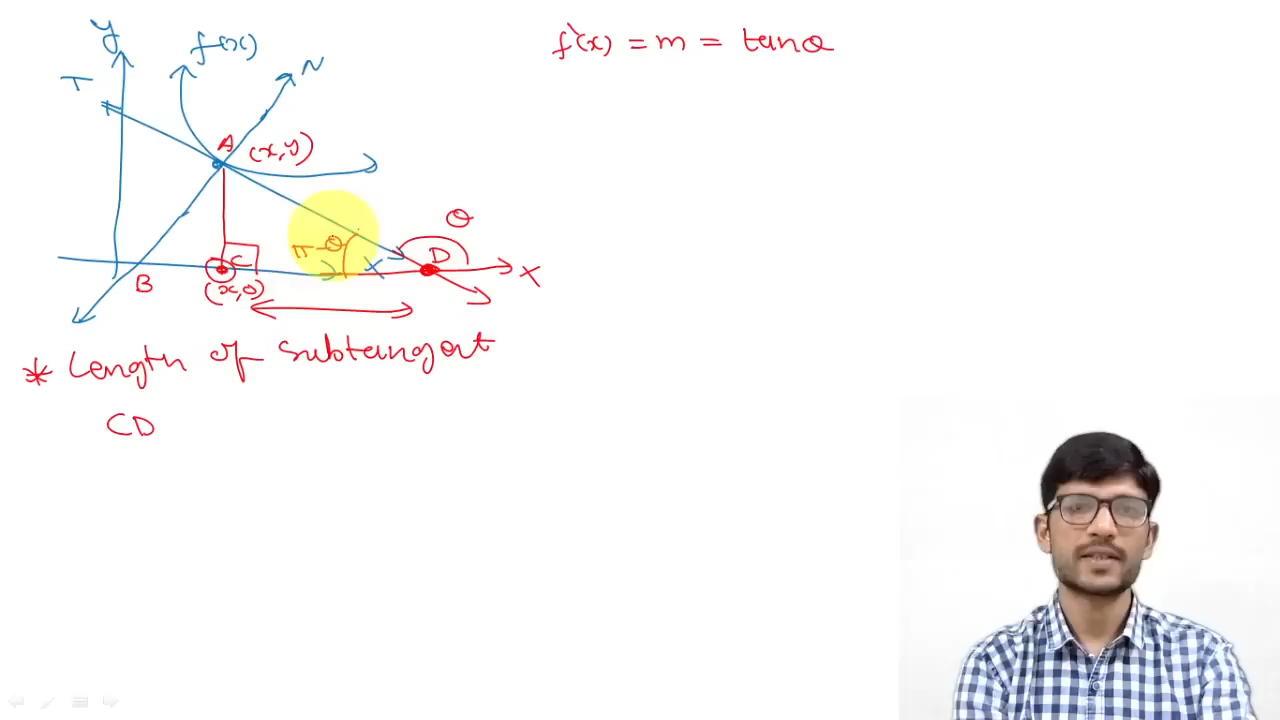 y
f(x)
N
T
A (x,y)
f'(x) = m = tanθ
θ
π-θ
B
C
D
X
X
(x,0)
* Length of subtangent
CD